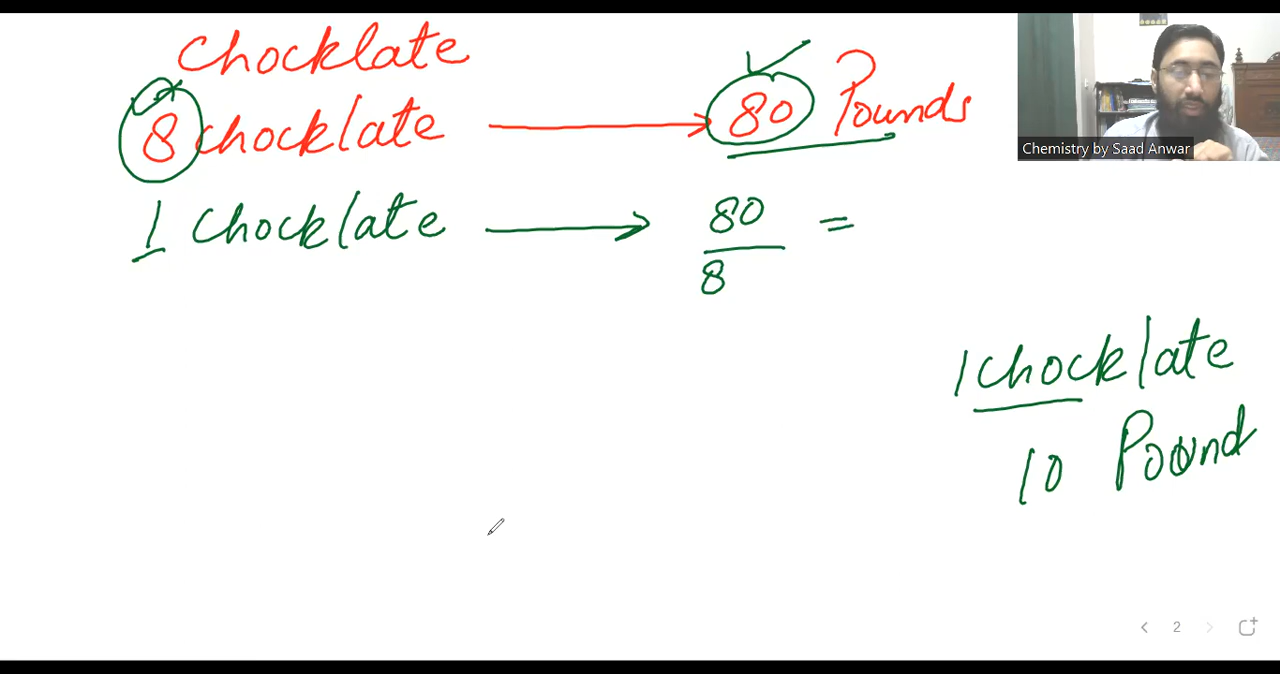 Chocklate
8 chocklate → 80 Pounds
1 Chocklate → 80/8 =
1 chocklate
10 Pound
Chemistry by Saad Anwar
2